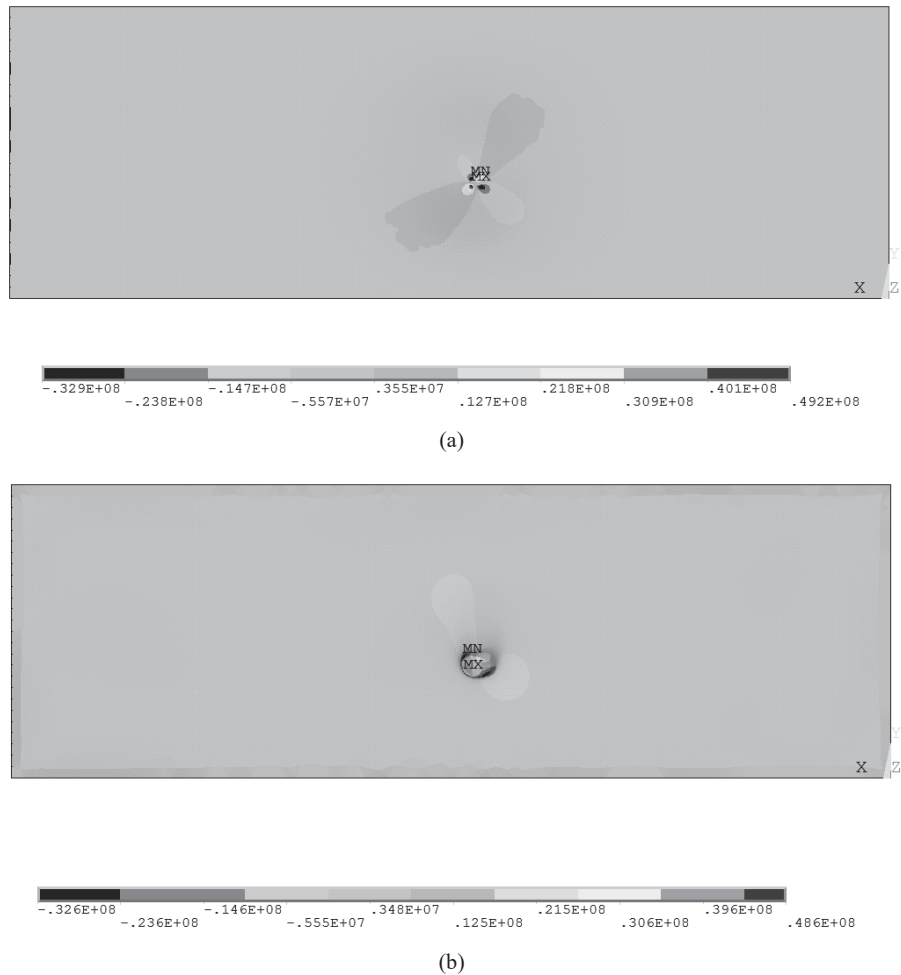 MN
MX
Y
X Z
-.329E+08 -.147E+08 .355E+07 .218E+08 .401E+08
-.238E+08 -.557E+07 .127E+08 .309E+08 .492E+08
(a)
MN
MX
Y
X Z
-.326E+08 -.146E+08 .348E+07 .215E+08 .396E+08
-.236E+08 -.555E+07 .125E+08 .306E+08 .486E+08
(b)